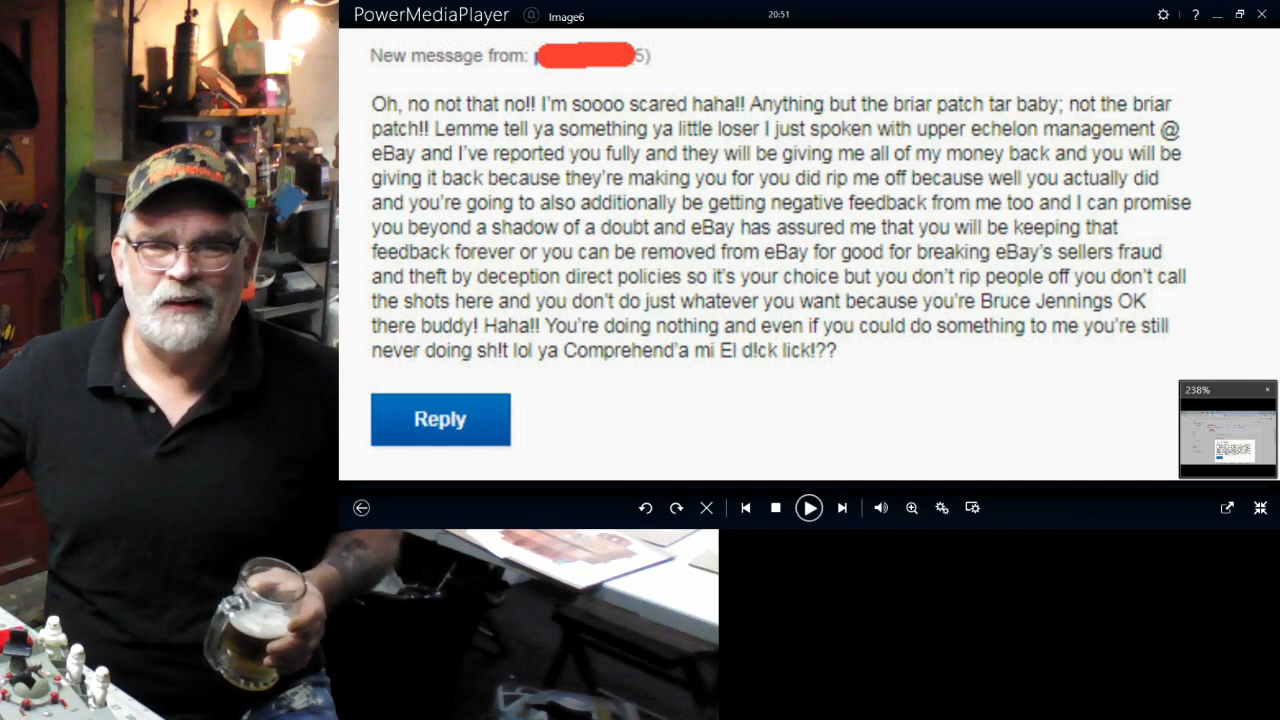 PowerMediaPlayer
Image6
20:51
New message from: 5)
Oh, no not that no!! I'm soooo scared haha!! Anything but the briar patch tar baby; not the briar
patch!! Lemme tell ya something ya little loser I just spoken with upper echelon management @
eBay and I've reported you fully and they will be giving me all of my money back and you will be
giving it back because they're making you for you did rip me off because well you actually did
and you're going to also additionally be getting negative feedback from me too and I can promise
you beyond a shadow of a doubt and eBay has assured me that you will be keeping that
feedback forever or you can be removed from eBay for good for breaking eBay's sellers fraud
and theft by deception direct policies so it's your choice but you don't rip people off you don't call
the shots here and you don't do just whatever you want because you're Bruce Jennings OK
there buddy! Haha!! You're doing nothing and even if you could do something to me you're still
never doing sh!t lol ya Comprehend'a mi El d!ck lick!??
Reply
238%